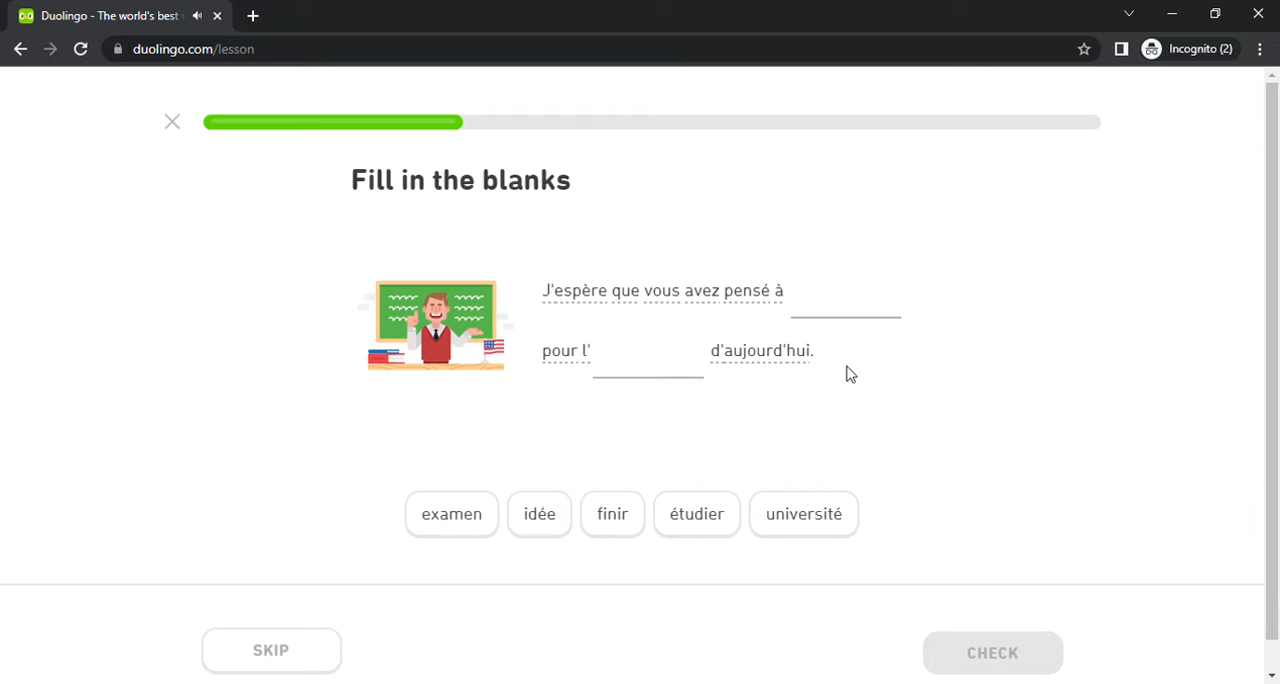 Duolingo - The world's best
duolingo.com/lesson
Incognito (2)
Fill in the blanks
J'espère que vous avez pensé à
pour l' d'aujourd'hui.
examen idée finir étudier université
SKIP CHECK